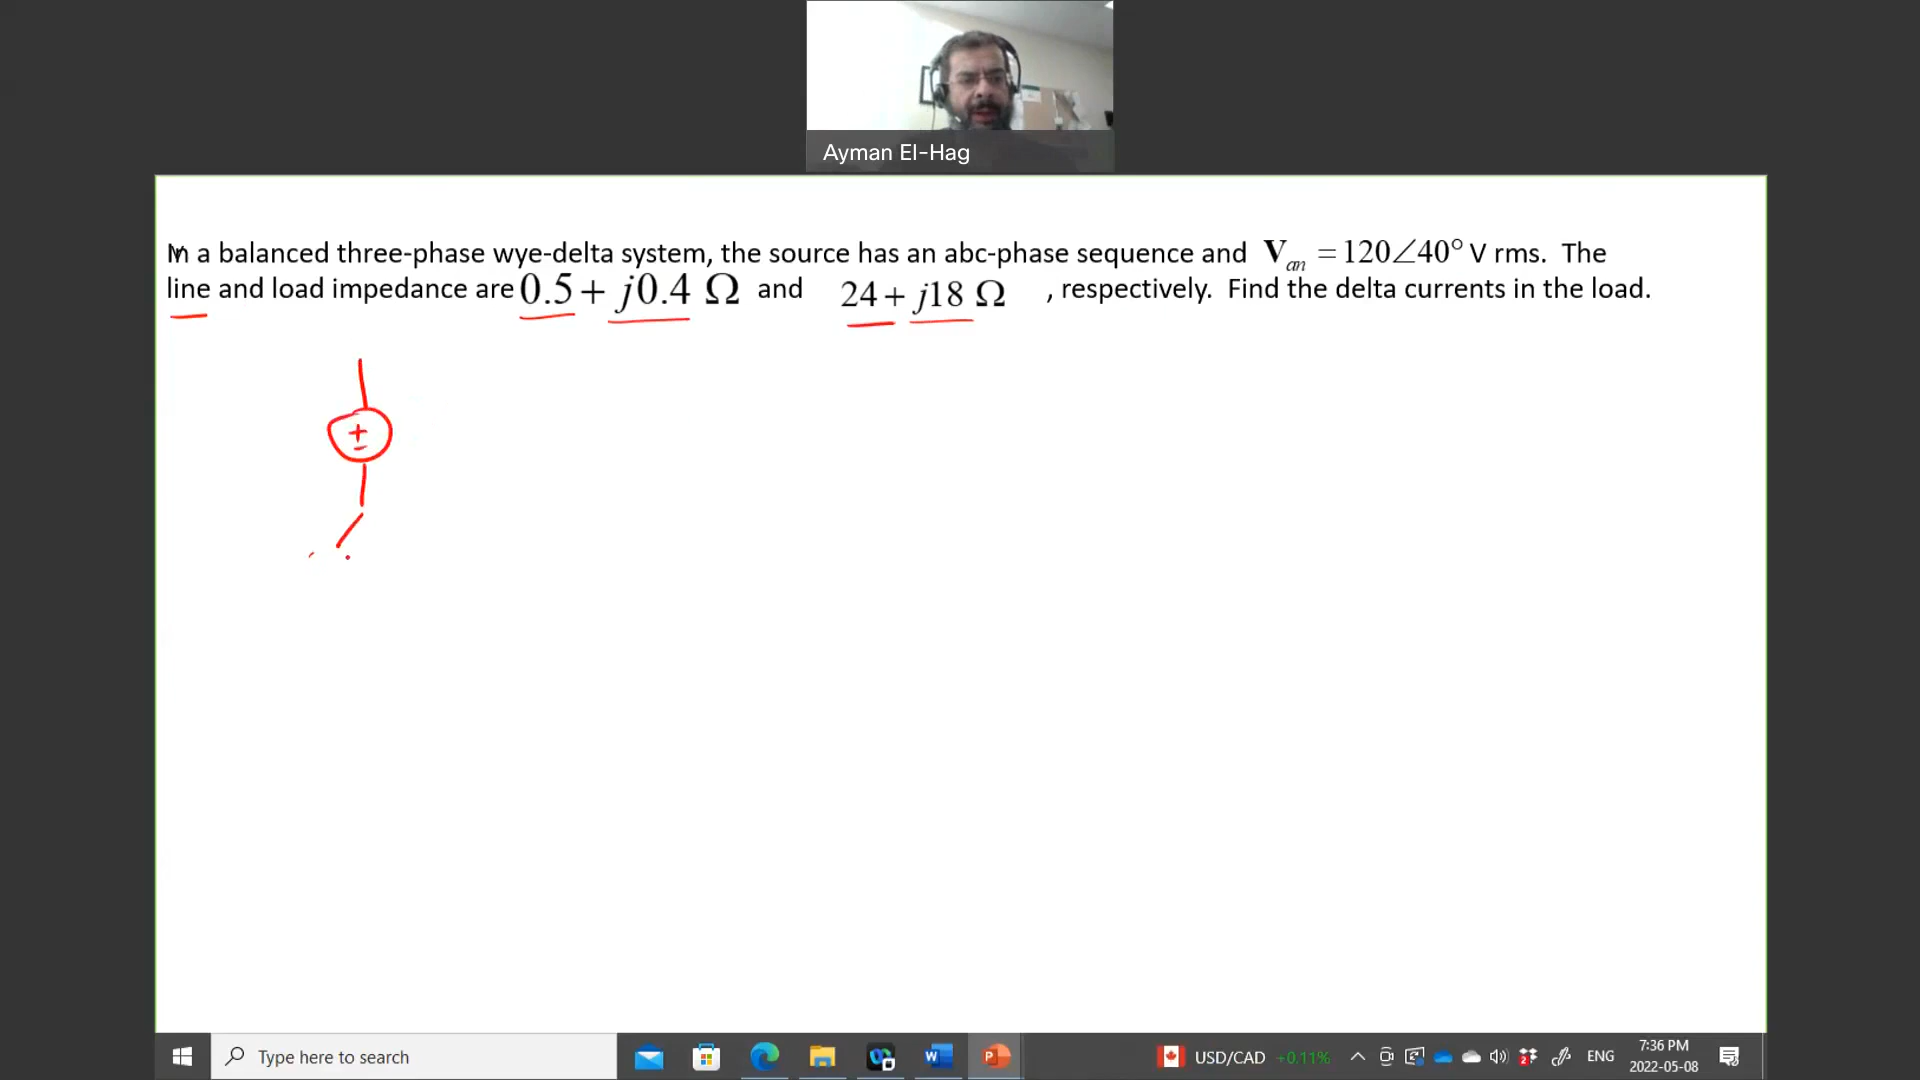 Ayman El-Hag
In a balanced three-phase wye-delta system, the source has an abc-phase sequence and V_an = 120∠40° V rms. The
line and load impedance are 0.5 + j0.4 Ω and 24 + j18 Ω , respectively. Find the delta currents in the load.
+
−
Type here to search
USD/CAD +0.11%
ENG
7:36 PM
2022-05-08